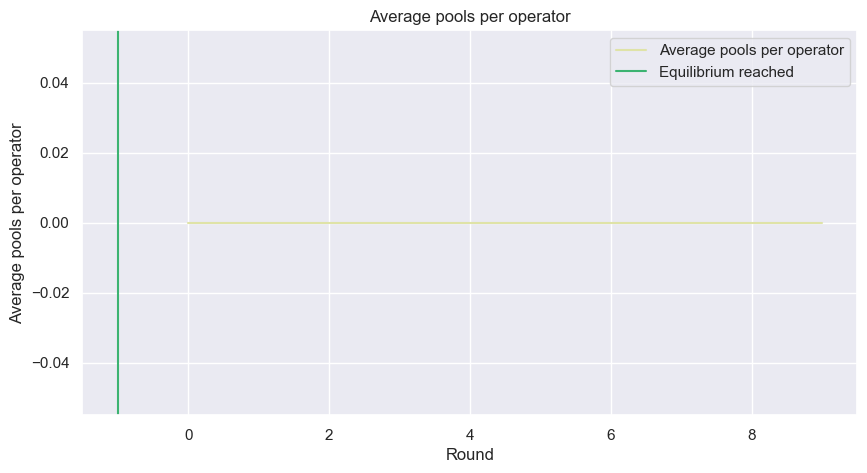 Average pools per operator
Average pools per operator
Equilibrium reached
Average pools per operator
0.04
0.02
0.00
−0.02
−0.04
0 2 4 6 8
Round